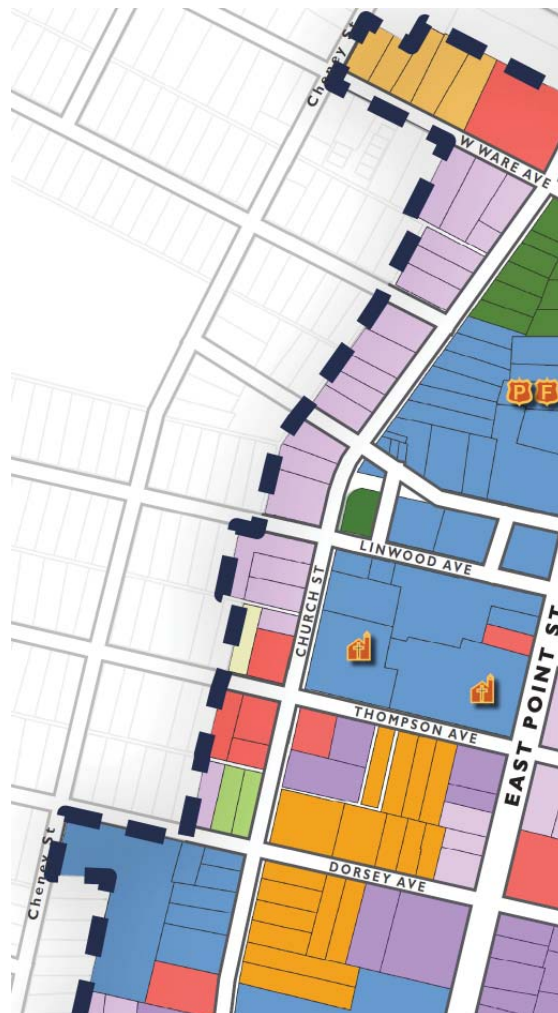 Cheney St
W WARE AVE
P F
LINWOOD AVE
CHURCH ST
EAST POINT ST
THOMPSON AVE
DORSEY AVE
Cheney St